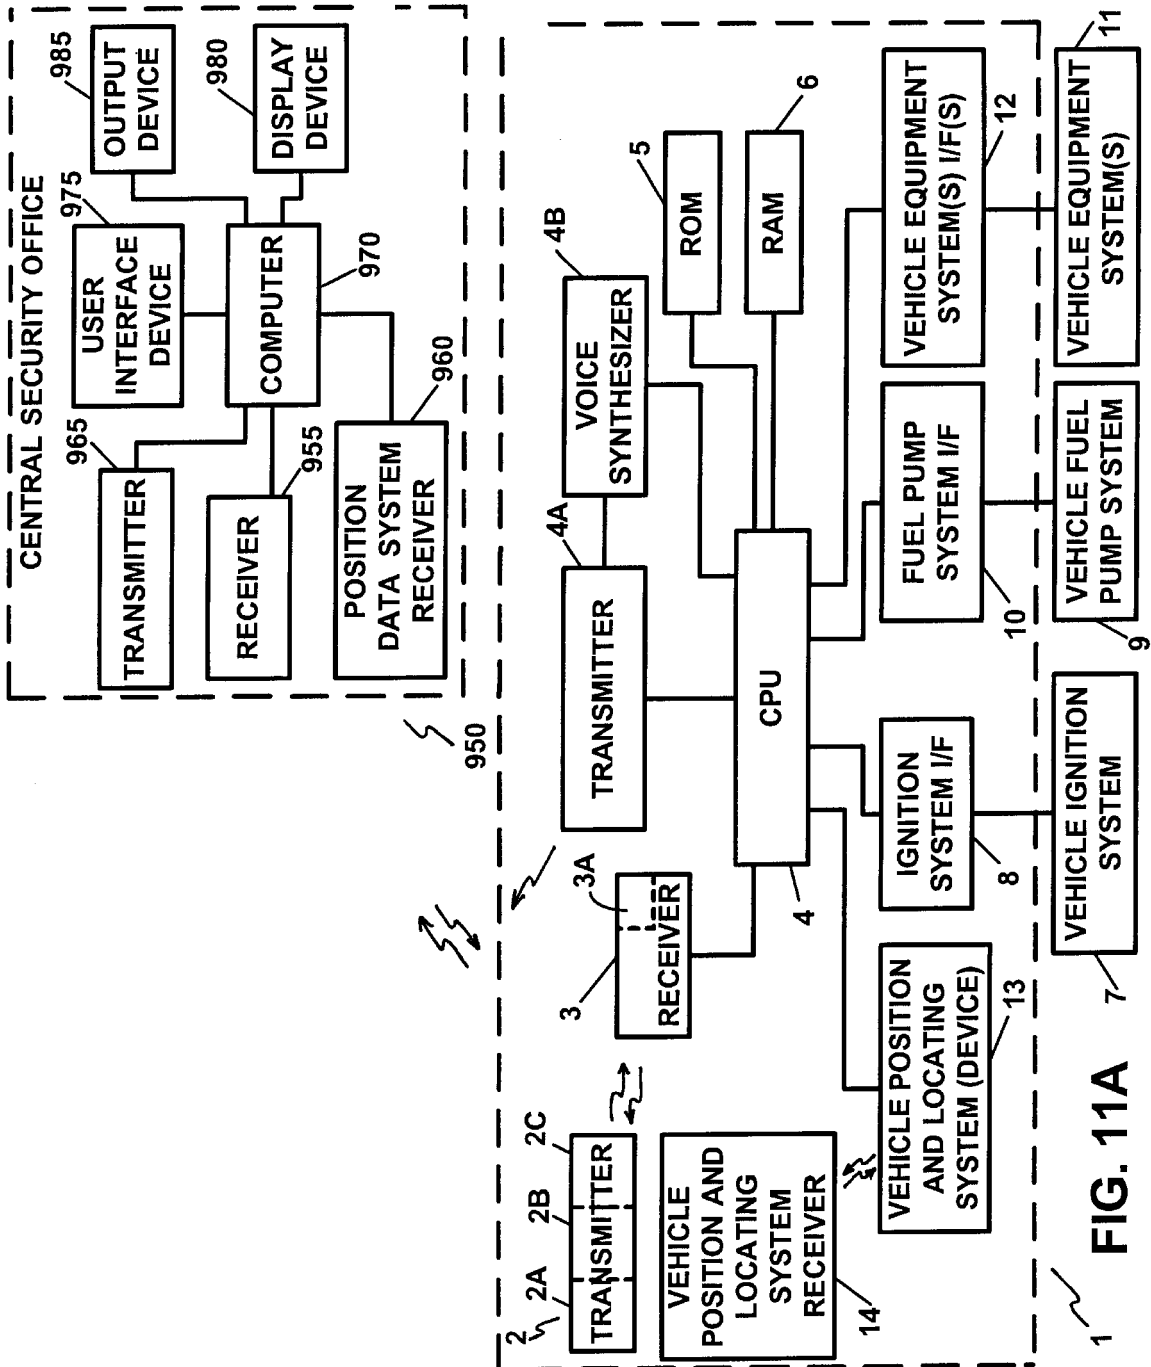 CENTRAL SECURITY OFFICE
965
TRANSMITTER
975
USER
INTERFACE
DEVICE
985
OUTPUT
DEVICE
RECEIVER
955
COMPUTER
970
980
DISPLAY
DEVICE
POSITION
DATA SYSTEM
RECEIVER
960
950
2
2A
2B
2C
TRANSMITTER
3
3A
RECEIVER
TRANSMITTER
4A
VOICE
SYNTHESIZER
4B
ROM
5
RAM
6
CPU
4
VEHICLE
POSITION AND
LOCATING
SYSTEM
RECEIVER
14
VEHICLE POSITION
AND LOCATING
SYSTEM (DEVICE)
13
IGNITION
SYSTEM I/F
8
FUEL PUMP
SYSTEM I/F
10
VEHICLE EQUIPMENT
SYSTEM(S) I/F(S)
12
VEHICLE IGNITION
SYSTEM
7
VEHICLE FUEL
PUMP SYSTEM
9
VEHICLE EQUIPMENT
SYSTEM(S)
11
1
FIG. 11A